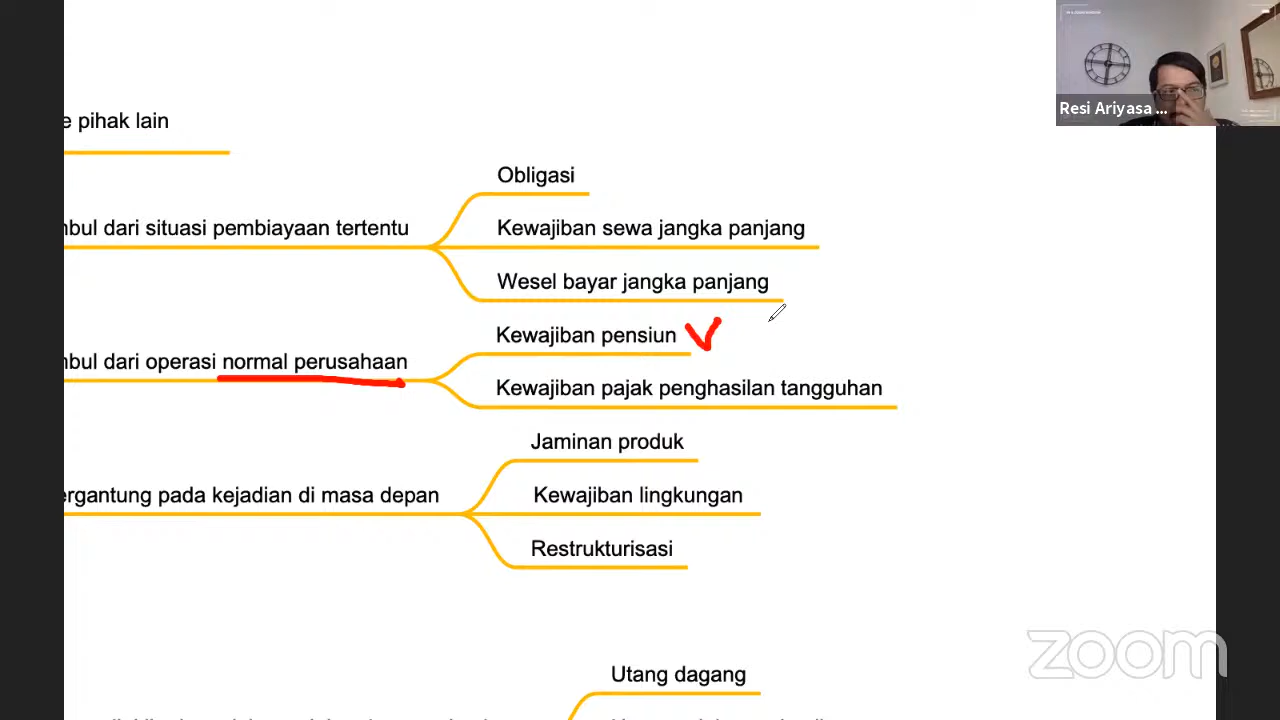 e pihak lain
Resi Ariyasa ...
Obligasi
mbul dari situasi pembiayaan tertentu
Kewajiban sewa jangka panjang
Wesel bayar jangka panjang
Kewajiban pensiun
mbul dari operasi normal perusahaan
Kewajiban pajak penghasilan tangguhan
Jaminan produk
ergantung pada kejadian di masa depan
Kewajiban lingkungan
Restrukturisasi
zoom
Utang dagang